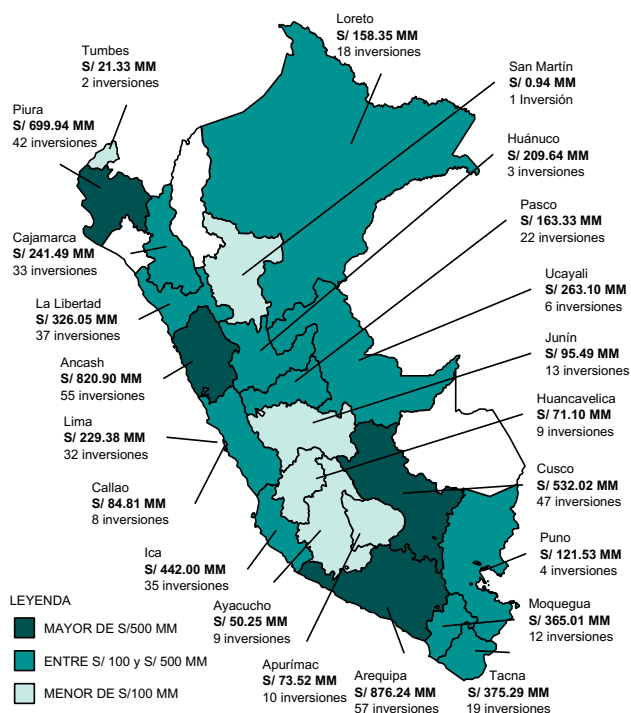 Loreto
S/ 158.35 MM
18 inversiones
Tumbes
S/ 21.33 MM
2 inversiones
San Martín
S/ 0.94 MM
1 Inversión
Piura
S/ 699.94 MM
42 inversiones
Huánuco
S/ 209.64 MM
3 inversiones
Pasco
S/ 163.33 MM
22 inversiones
Cajamarca
S/ 241.49 MM
33 inversiones
Ucayali
S/ 263.10 MM
6 inversiones
La Libertad
S/ 326.05 MM
37 inversiones
Junín
S/ 95.49 MM
13 inversiones
Ancash
S/ 820.90 MM
55 inversiones
Huancavelica
S/ 71.10 MM
9 inversiones
Lima
S/ 229.38 MM
32 inversiones
Cusco
S/ 532.02 MM
47 inversiones
Callao
S/ 84.81 MM
8 inversiones
Puno
S/ 121.53 MM
4 inversiones
Ica
S/ 442.00 MM
35 inversiones
Moquegua
S/ 365.01 MM
12 inversiones
Ayacucho
S/ 50.25 MM
9 inversiones
Apurímac
S/ 73.52 MM
10 inversiones
Arequipa
S/ 876.24 MM
57 inversiones
Tacna
S/ 375.29 MM
19 inversiones
LEYENDA
MAYOR DE S/500 MM
ENTRE S/ 100 y S/ 500 MM
MENOR DE S/100 MM